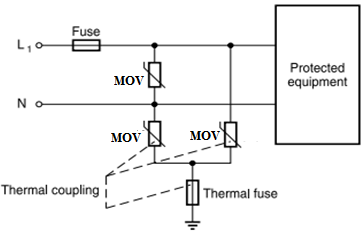 Fuse
L1
MOV
Protected
equipment
N
MOV
MOV
Thermal coupling
Thermal fuse